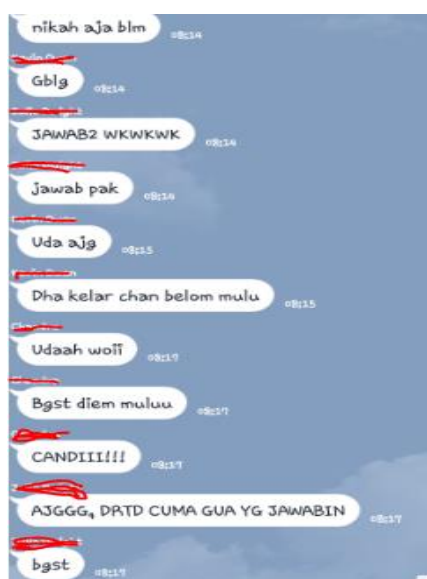 nikah aja blm
08:14
Gblg
08:14
JAWAB2 WKWKWK
08:14
jawab pak
08:14
Uda ajg
08:15
Dha kelar chan belom mulu
08:15
Udaah woii
08:17
Bgst diem muluu
08:17
CANDIII!!!
08:17
AJGGG, DRTD CUMA GUA YG JAWABIN
08:17
bgst
08:17